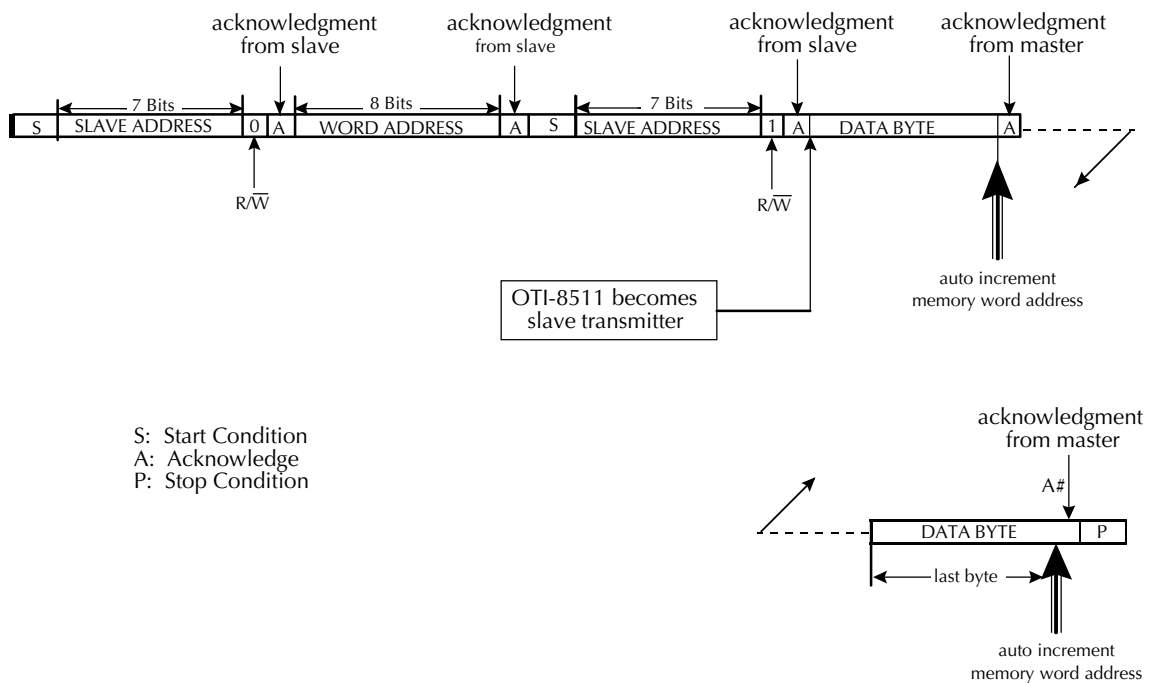 acknowledgment
from slave
acknowledgment
from slave
acknowledgment
from slave
acknowledgment
from master
7 Bits
8 Bits
7 Bits
S SLAVE ADDRESS 0 A WORD ADDRESS A S SLAVE ADDRESS 1 A DATA BYTE A
R/W̅
R/W̅
OTI-8511 becomes
slave transmitter
auto increment
memory word address
S: Start Condition
A: Acknowledge
P: Stop Condition
acknowledgment
from master
A#
DATA BYTE P
last byte
auto increment
memory word address